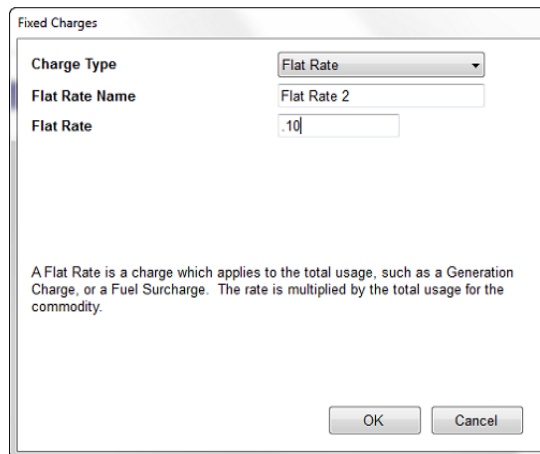 Fixed Charges
Charge Type Flat Rate
Flat Rate Name Flat Rate 2
Flat Rate .10
A Flat Rate is a charge which applies to the total usage, such as a Generation
Charge, or a Fuel Surcharge. The rate is multiplied by the total usage for the
commodity.
OK Cancel